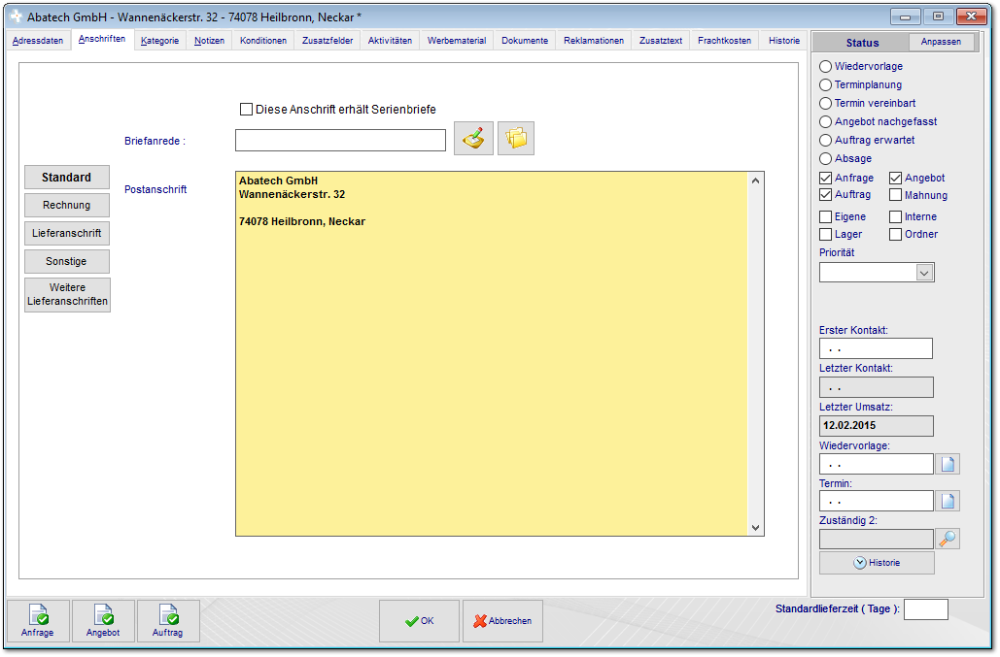 Abatech GmbH - Wannenäckerstr. 32 - 74078 Heilbronn, Neckar *
Adressdaten Anschriften Kategorie Notizen Konditionen Zusatzfelder Aktivitäten Werbematerial Dokumente Reklamationen Zusatztext Frachtkosten Historie
Diese Anschrift erhält Serienbriefe
Briefanrede :
Standard
Rechnung
Lieferanschrift
Sonstige
Weitere
Lieferanschriften
Postanschrift
Abatech GmbH
Wannenäckerstr. 32
74078 Heilbronn, Neckar
Status Anpassen
Wiedervorlage
Terminplanung
Termin vereinbart
Angebot nachgefasst
Auftrag erwartet
Absage
Anfrage Angebot
Auftrag Mahnung
Eigene Interne
Lager Ordner
Priorität
Erster Kontakt:
. .
Letzter Kontakt:
. .
Letzter Umsatz:
12.02.2015
Wiedervorlage:
. .
Termin:
. .
Zuständig 2:
Historie
Anfrage Angebot Auftrag OK Abbrechen
Standardlieferzeit ( Tage ):